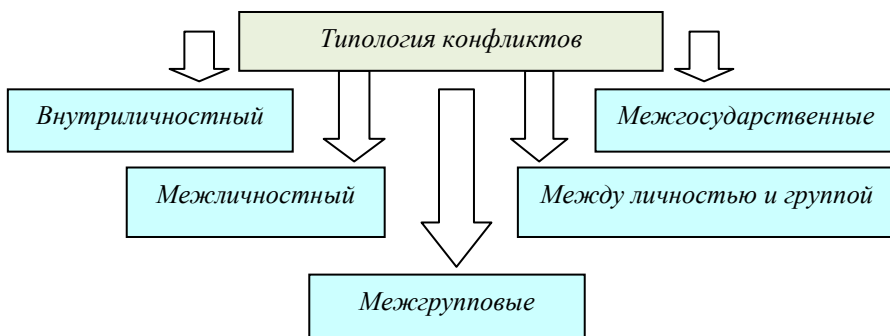 Типология конфликтов
Внутриличностный
Межгосударственные
Межличностный
Между личностью и группой
Межгрупповые